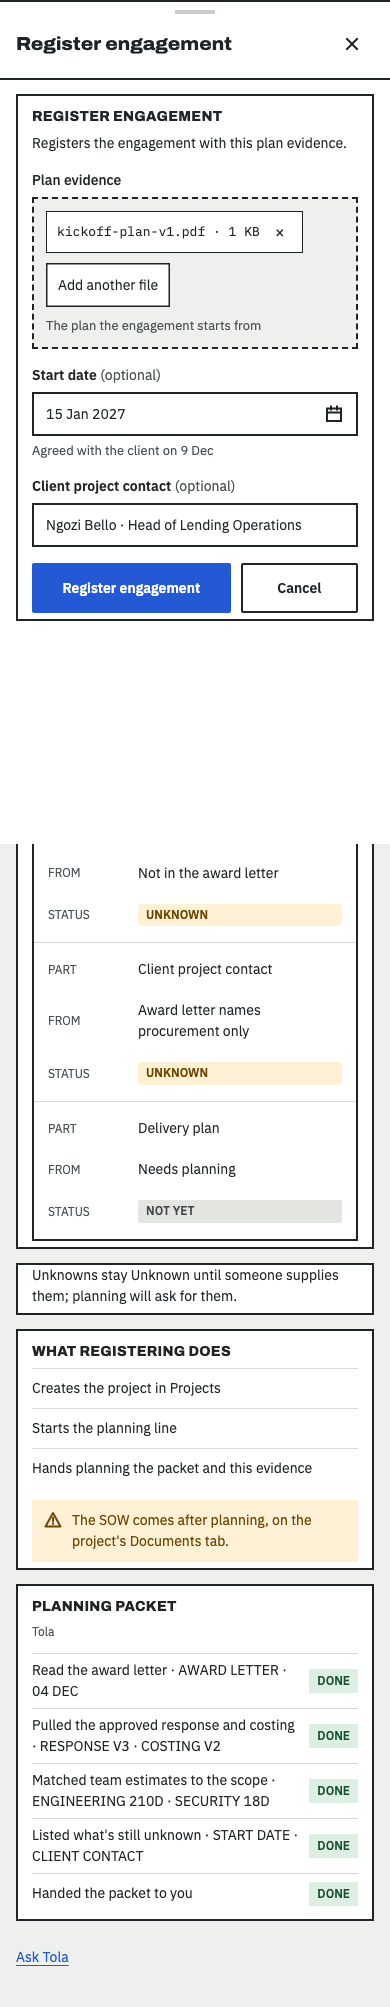 Register engagement
REGISTER ENGAGEMENT
Registers the engagement with this plan evidence.
Plan evidence
kickoff-plan-v1.pdf · 1 KB ×
Add another file
The plan the engagement starts from
Start date (optional)
15 Jan 2027
Agreed with the client on 9 Dec
Client project contact (optional)
Ngozi Bello · Head of Lending Operations
Register engagement
Cancel
FROM Not in the award letter
STATUS UNKNOWN
PART Client project contact
FROM Award letter names
procurement only
STATUS UNKNOWN
PART Delivery plan
FROM Needs planning
STATUS NOT YET
Unknowns stay Unknown until someone supplies
them; planning will ask for them.
WHAT REGISTERING DOES
Creates the project in Projects
Starts the planning line
Hands planning the packet and this evidence
The SOW comes after planning, on the
project's Documents tab.
PLANNING PACKET
Tola
Read the award letter · AWARD LETTER ·
04 DEC
DONE
Pulled the approved response and costing
· RESPONSE V3 · COSTING V2
DONE
Matched team estimates to the scope ·
ENGINEERING 210D · SECURITY 18D
DONE
Listed what's still unknown · START DATE ·
CLIENT CONTACT
DONE
Handed the packet to you
DONE
Ask Tola